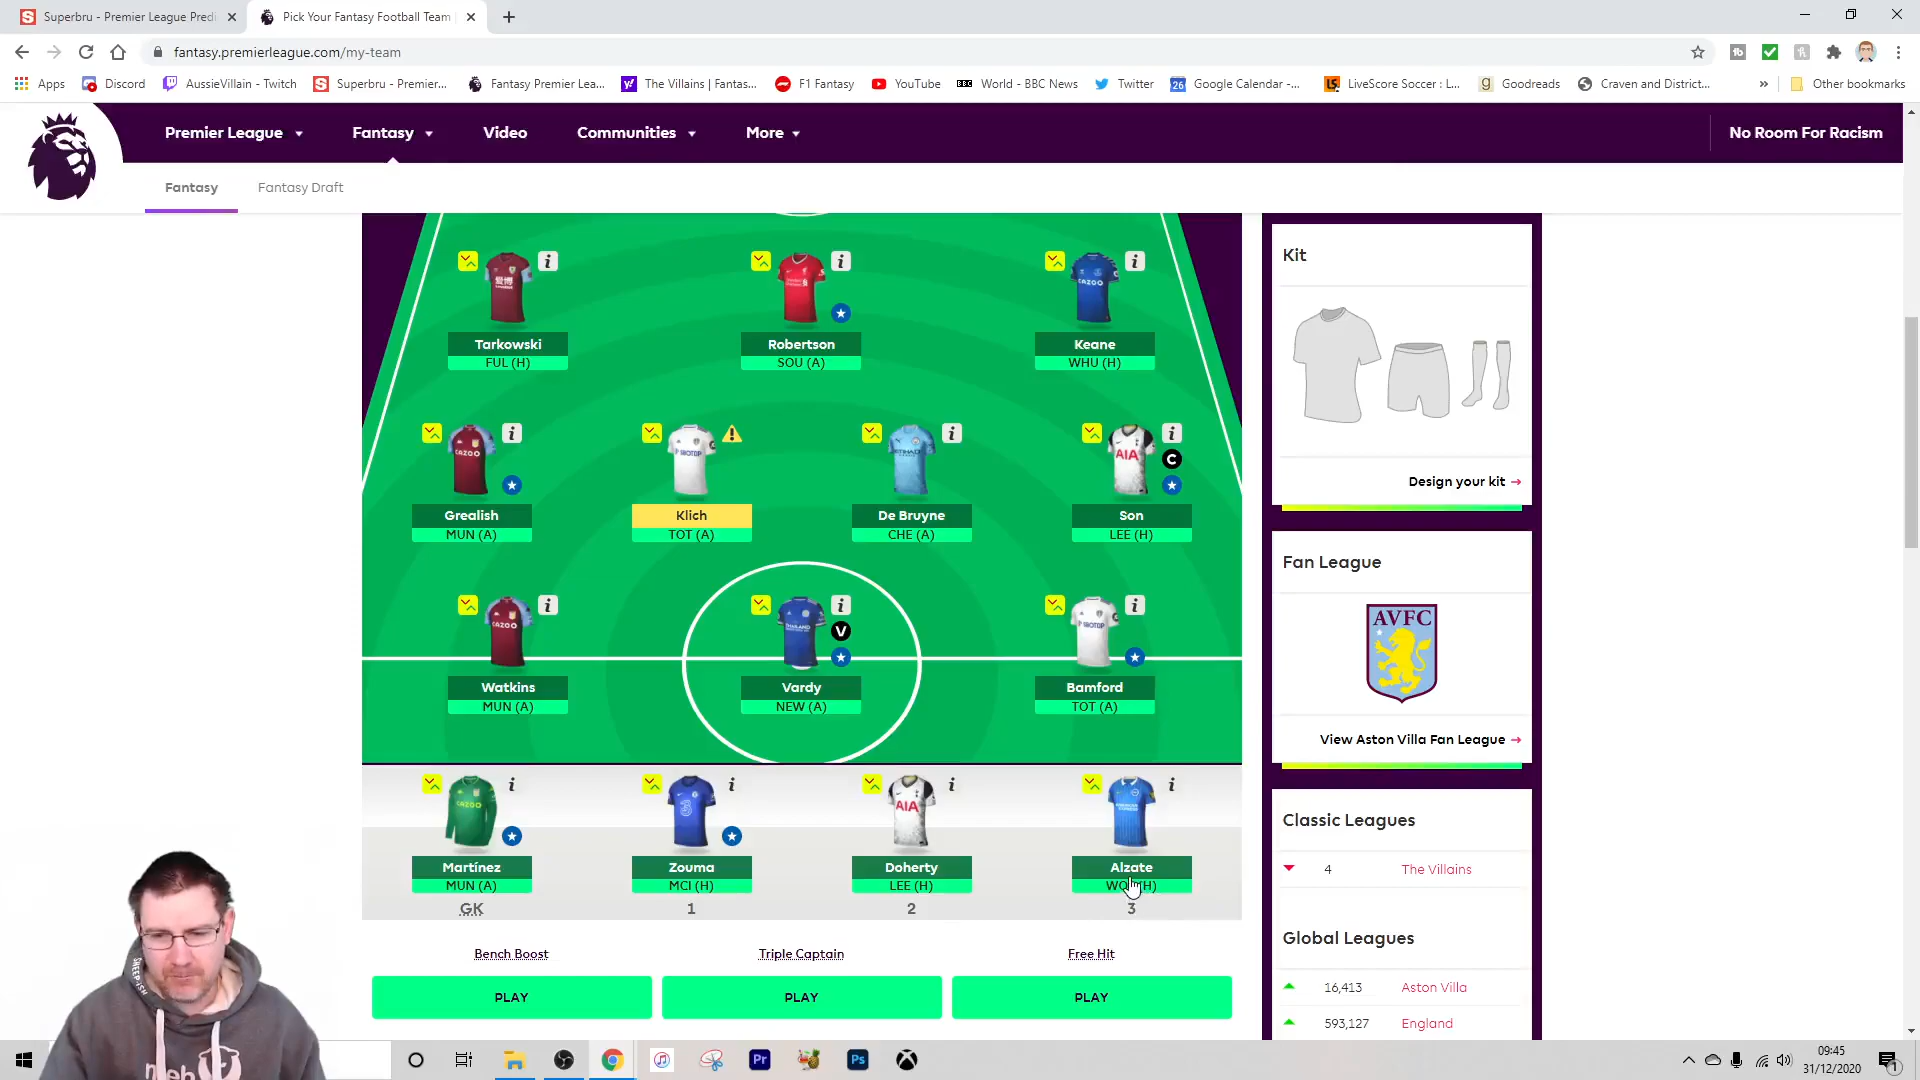 Superbru - Premier League Predi
Pick Your Fantasy Football Team
fantasy.premierleague.com/my-team
Apps
Discord
AussieVillain - Twitch
Superbru - Premier...
Fantasy Premier Lea...
The Villains | Fantas...
F1 Fantasy
YouTube
World - BBC News
Twitter
Google Calendar -...
LiveScore Soccer : L...
Goodreads
Craven and District...
»
Other bookmarks
Premier League
Fantasy
Video
Communities
More
No Room For Racism
Fantasy
Fantasy Draft
Tarkowski
FUL (H)
Robertson
SOU (A)
Keane
WHU (H)
Grealish
MUN (A)
Klich
TOT (A)
De Bruyne
CHE (A)
C
Son
LEE (H)
Watkins
MUN (A)
V
Vardy
NEW (A)
Bamford
TOT (A)
Martínez
MUN (A)
GK
Zouma
MCI (H)
1
Doherty
LEE (H)
2
Alzate
3
Bench Boost
Triple Captain
Free Hit
PLAY
PLAY
PLAY
Kit
Design your kit →
Fan League
AVFC
View Aston Villa Fan League →
Classic Leagues
4 The Villains
Global Leagues
16,413 Aston Villa
593,127 England
CAZOO
AIA
SHEEPISH
meh
09:45
31/12/2020